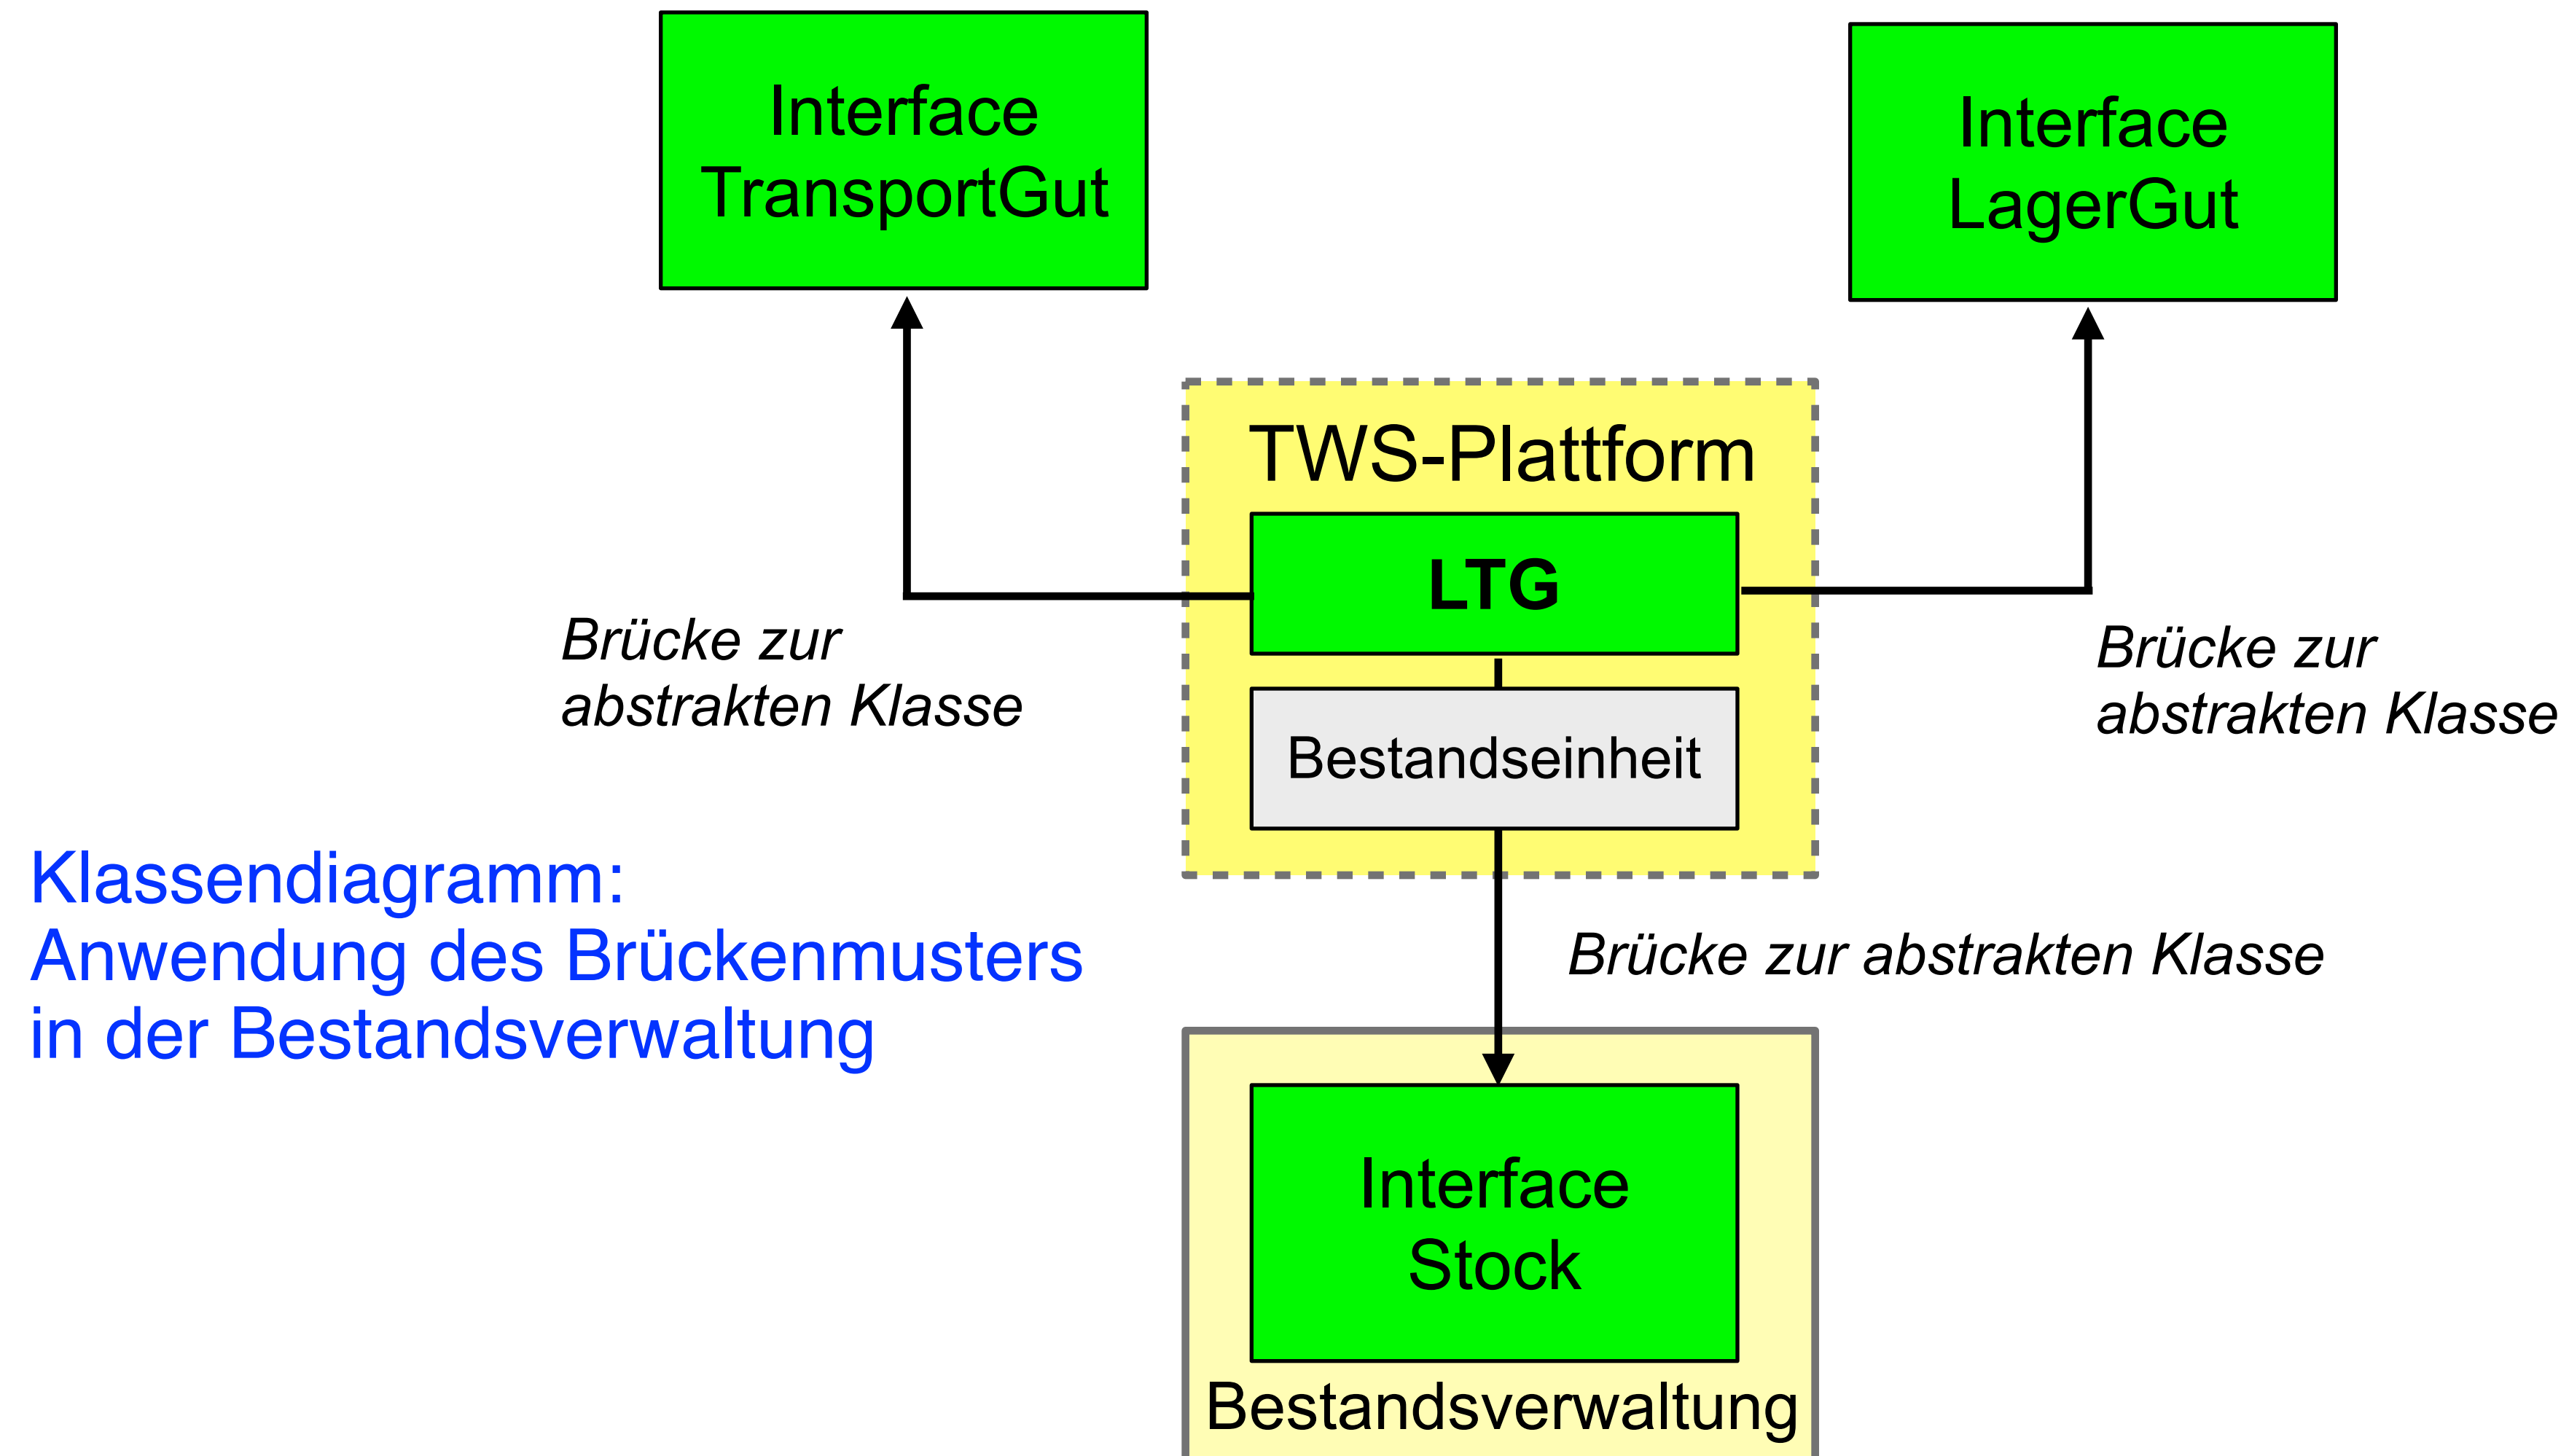 Interface
TransportGut
Interface
LagerGut
TWS-Plattform
LTG
Brücke zur
abstrakten Klasse
Brücke zur
abstrakten Klasse
Bestandseinheit
Klassendiagramm:
Anwendung des Brückenmusters
in der Bestandsverwaltung
Brücke zur abstrakten Klasse
Interface
Stock
Bestandsverwaltung